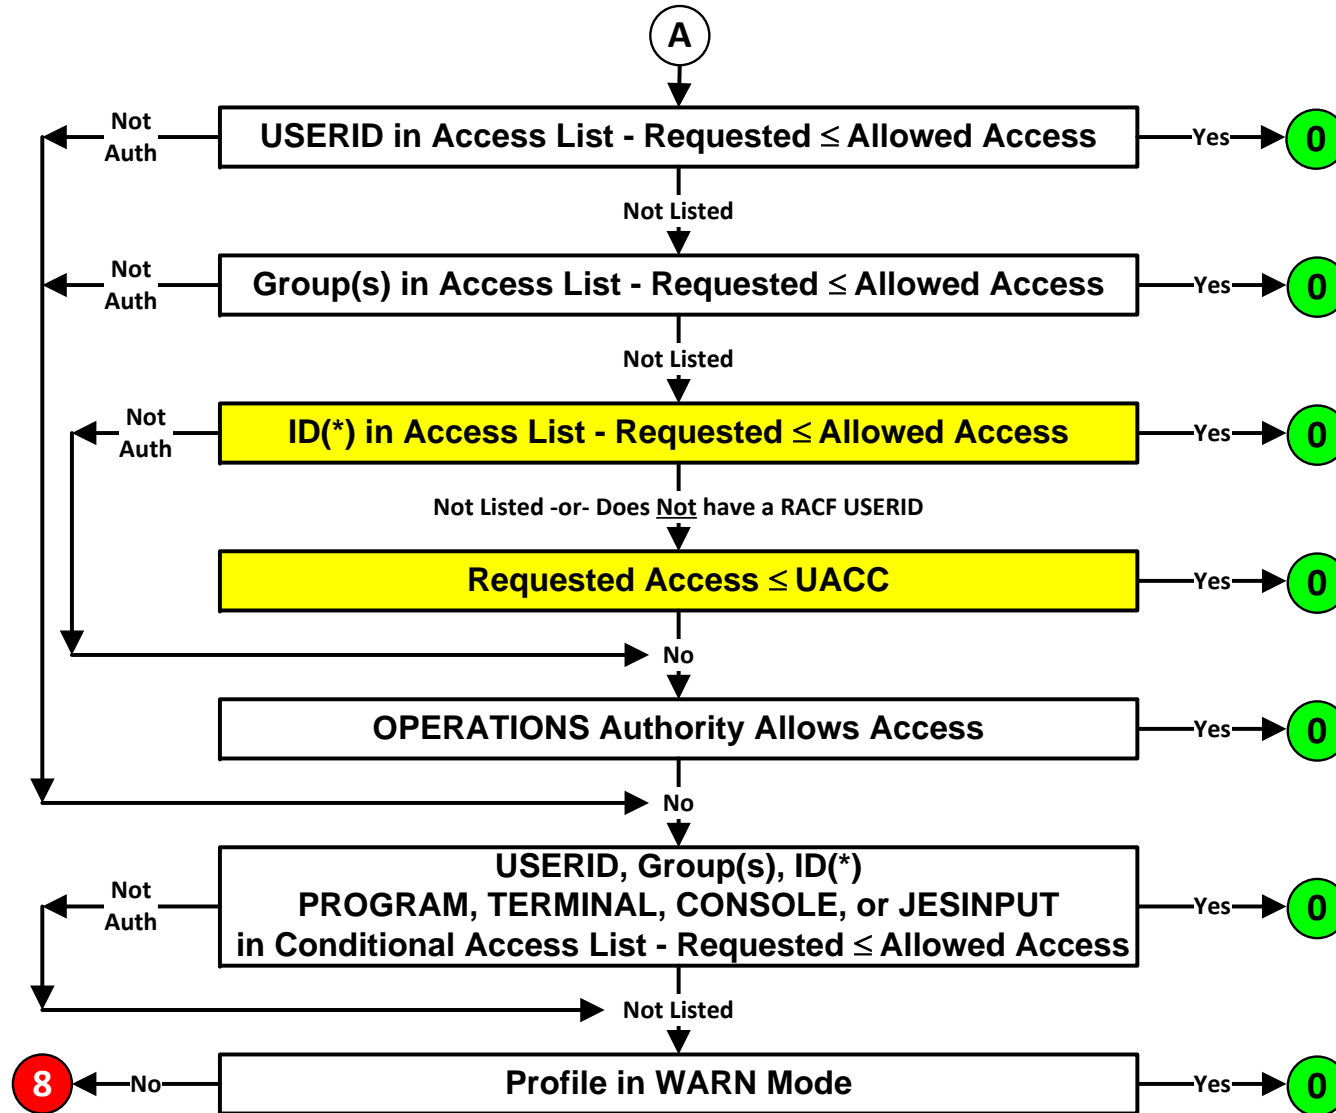 A
Not
Auth
USERID in Access List - Requested ≤ Allowed Access
Yes
0
Not Listed
Not
Auth
Group(s) in Access List - Requested ≤ Allowed Access
Yes
0
Not Listed
Not
Auth
ID(*) in Access List - Requested ≤ Allowed Access
Yes
0
Not Listed -or- Does Not have a RACF USERID
Requested Access ≤ UACC
Yes
0
No
OPERATIONS Authority Allows Access
Yes
0
No
Not
Auth
USERID, Group(s), ID(*)
PROGRAM, TERMINAL, CONSOLE, or JESINPUT
in Conditional Access List - Requested ≤ Allowed Access
Yes
0
Not Listed
8
No
Profile in WARN Mode
Yes
0